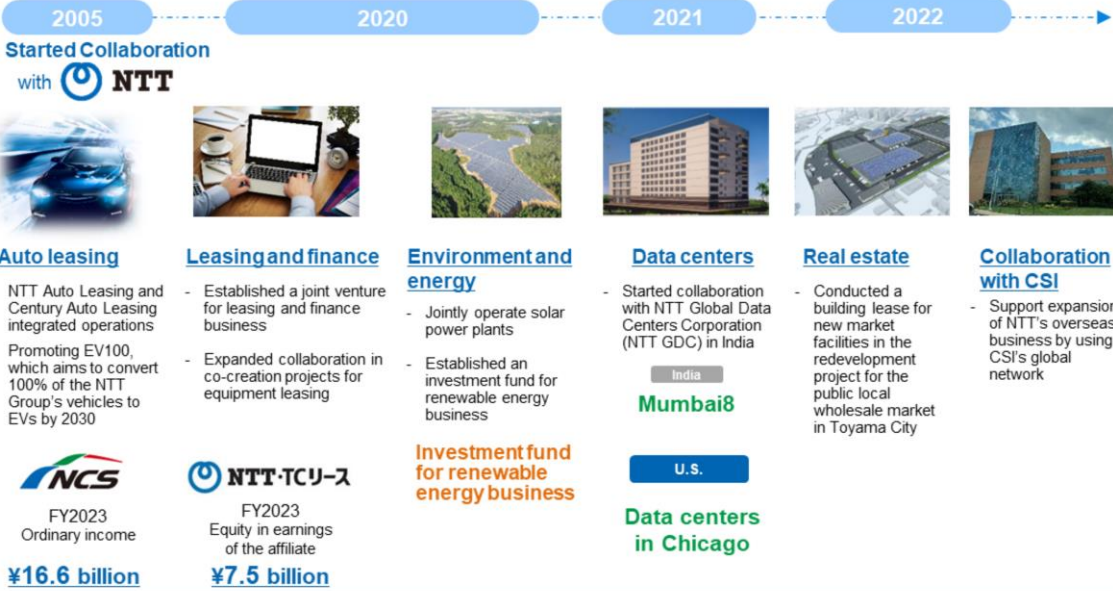 2005
2020
2021
2022
Started Collaboration
with NTT
Auto leasing
NTT Auto Leasing and
Century Auto Leasing
integrated operations
Promoting EV100,
which aims to convert
100% of the NTT
Group's vehicles to
EVs by 2030
NCS
FY2023
Ordinary income
¥16.6 billion
Leasing and finance
- Established a joint venture
for leasing and finance
business
- Expanded collaboration in
co-creation projects for
equipment leasing
NTT・TCリース
FY2023
Equity in earnings
of the affiliate
¥7.5 billion
Environment and
energy
- Jointly operate solar
power plants
- Established an
investment fund for
renewable energy
business
Investment fund
for renewable
energy business
Data centers
- Started collaboration
with NTT Global Data
Centers Corporation
(NTT GDC) in India
India
Mumbai8
U.S.
Data centers
in Chicago
Real estate
- Conducted a
building lease for
new market
facilities in the
redevelopment
project for the
public local
wholesale market
in Toyama City
Collaboration
with CSI
- Support expansion
of NTT's overseas
business by using
CSI's global
network